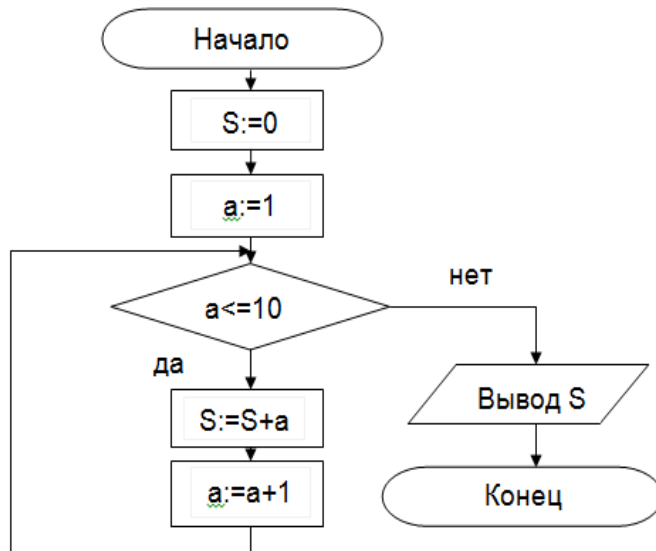 Начало
S:=0
a:=1
a<=10
нет
да
S:=S+a
Вывод S
a:=a+1
Конец